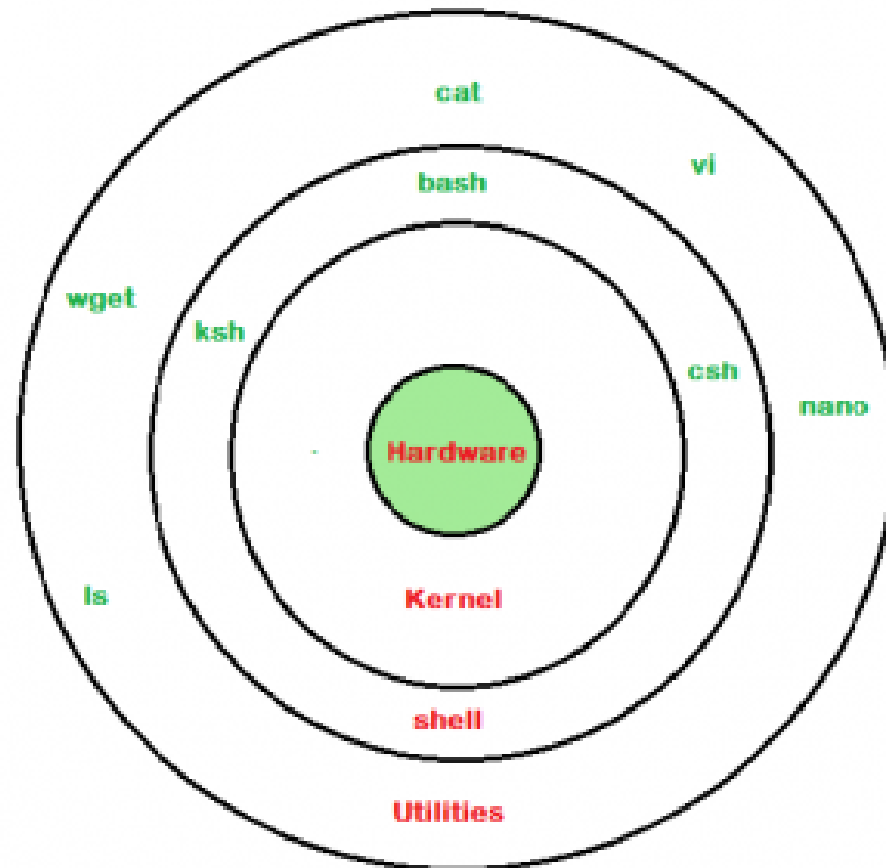 cat
vi
bash
wget
ksh
csh
nano
Hardware
ls
Kernel
shell
Utilities